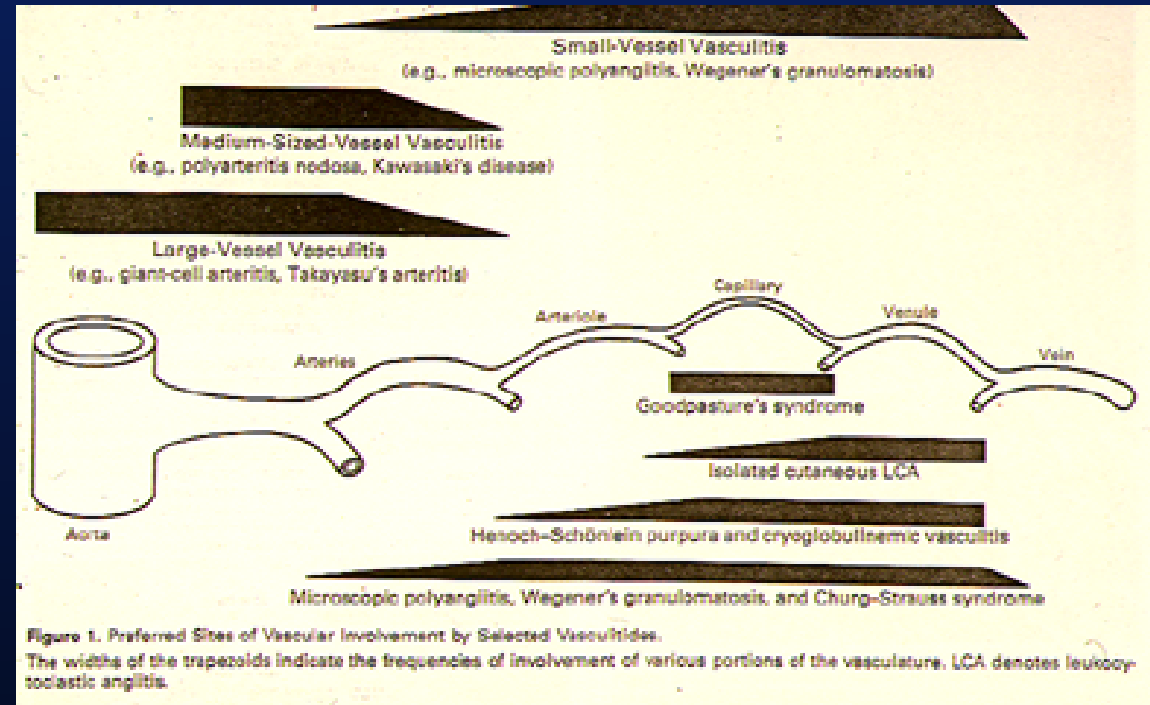 Small-Vessel Vasculitis
(e.g., microscopic polyangiitis, Wegener's granulomatosis)
Medium-Sized-Vessel Vasculitis
(e.g., polyarteritis nodosa, Kawasaki's disease)
Large-Vessel Vasculitis
(e.g., giant-cell arteritis, Takayasu's arteritis)
Capillary
Arteriole
Venule
Arteries
Vein
Goodpasture's syndrome
Isolated cutaneous LCA
Aorta
Henoch–Schönlein purpura and cryoglobulinemic vasculitis
Microscopic polyangiitis, Wegener's granulomatosis, and Churg–Strauss syndrome
Figure 1. Preferred Sites of Vascular Involvement by Selected Vasculitides.
The widths of the trapezoids indicate the frequencies of involvement of various portions of the vasculature. LCA denotes leukocy-
toclastic angiitis.